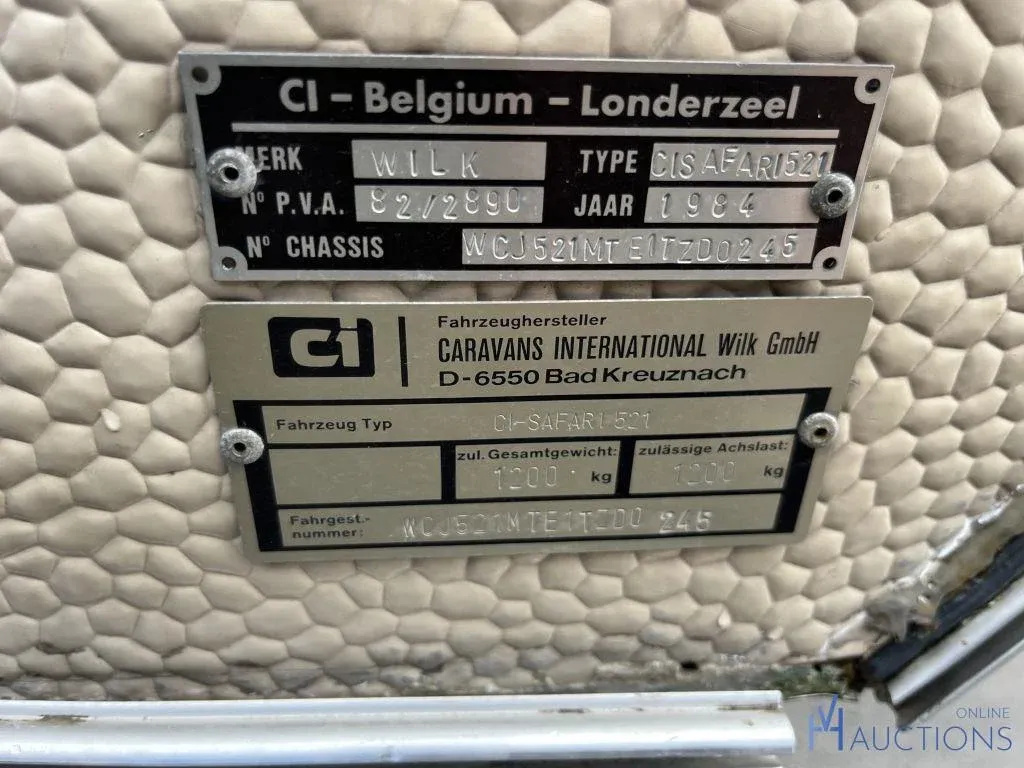 CI - Belgium - Londerzeel
MERK WILK TYPE CISAFARI521
Nº P.V.A. 82/2890 JAAR 1984
Nº CHASSIS WCJ521MTE1TZD0245
Ci
Fahrzeughersteller
CARAVANS INTERNATIONAL Wilk GmbH
D-6550 Bad Kreuznach
Fahrzeug Typ CI-SAFARI 521
zul. Gesamtgewicht: zulässige Achslast:
1200 kg 1200 kg
Fahrgest.-
nummer: WCJ521MTE1TZD0 245
ONLINE
AUCTIONS